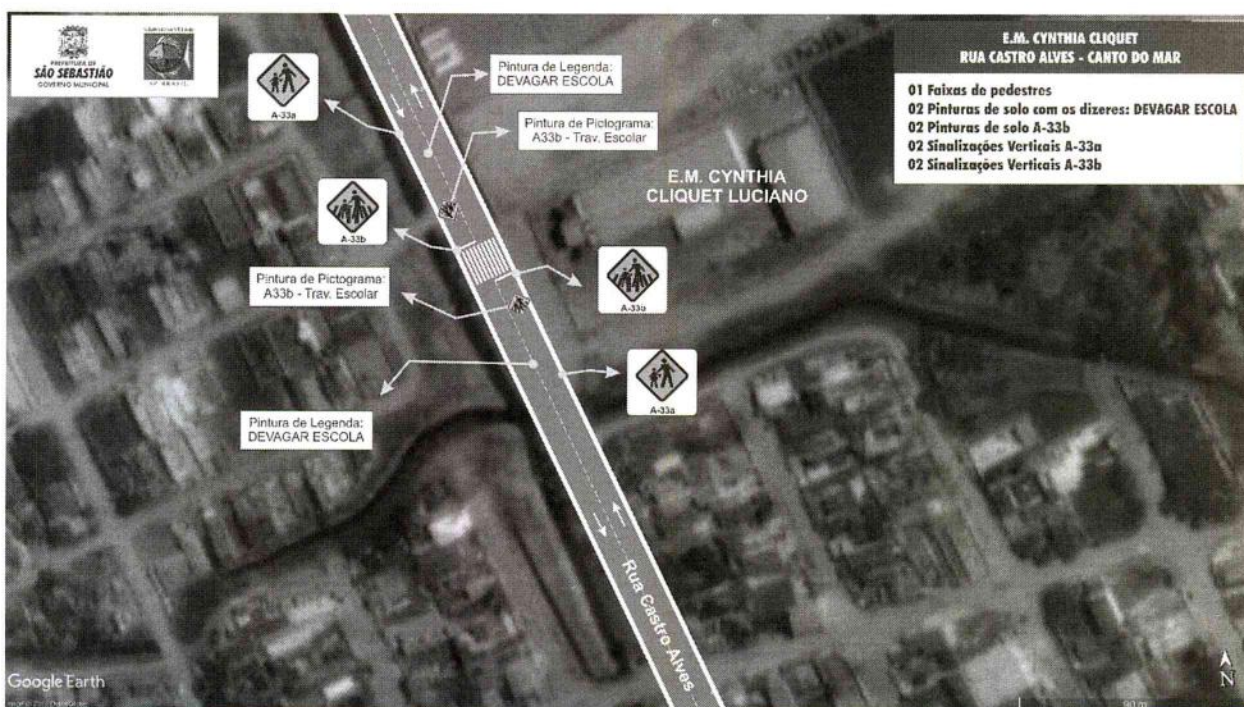 PREFEITURA DE
SÃO SEBASTIÃO
GOVERNO MUNICIPAL
E.M. CYNTHIA CLIQUET
RUA CASTRO ALVES - CANTO DO MAR
01 Faixas de pedestres
02 Pinturas de solo com os dizeres: DEVAGAR ESCOLA
02 Pinturas de solo A-33b
02 Sinalizações Verticais A-33a
02 Sinalizações Verticais A-33b
A-33a
Pintura de Legenda:
DEVAGAR ESCOLA
Pintura de Pictograma:
A33b - Trav. Escolar
E.M. CYNTHIA
CLIQUET LUCIANO
A-33b
Pintura de Pictograma:
A33b - Trav. Escolar
A-33b
A-33a
Pintura de Legenda:
DEVAGAR ESCOLA
Rua Castro Alves
Google Earth
N
90 m